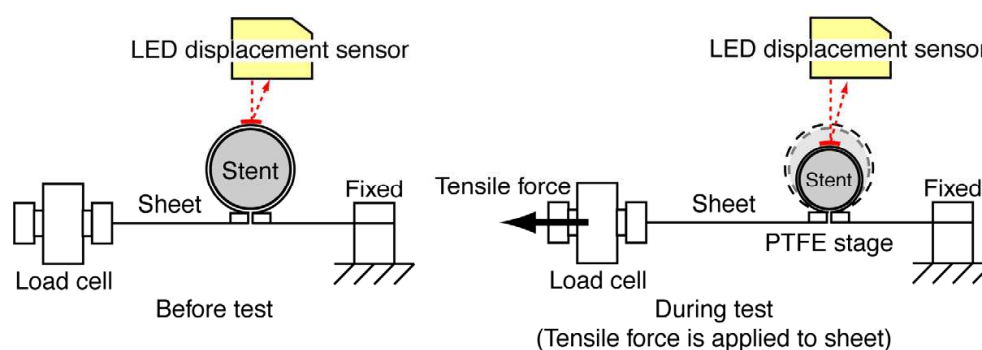 LED displacement sensor
Stent
Sheet
Fixed
Load cell
Before test
LED displacement sensor
Tensile force
Stent
Sheet
Fixed
PTFE stage
Load cell
During test
(Tensile force is applied to sheet)